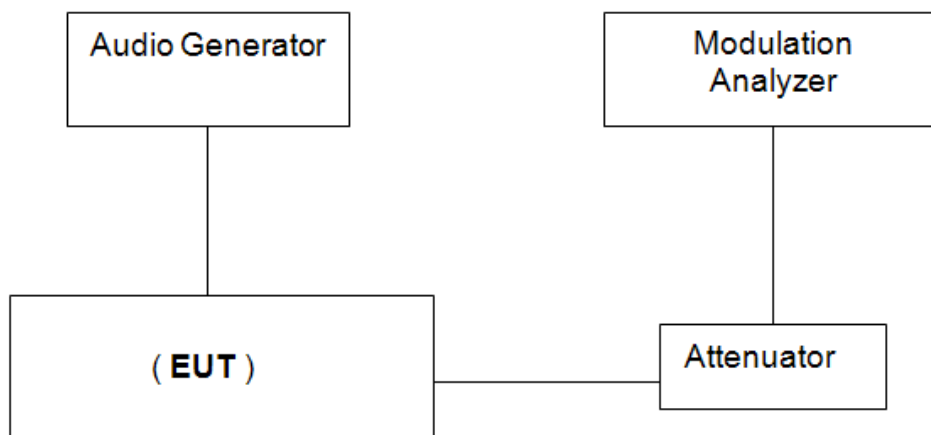 Audio Generator
Modulation
Analyzer
( EUT )
Attenuator